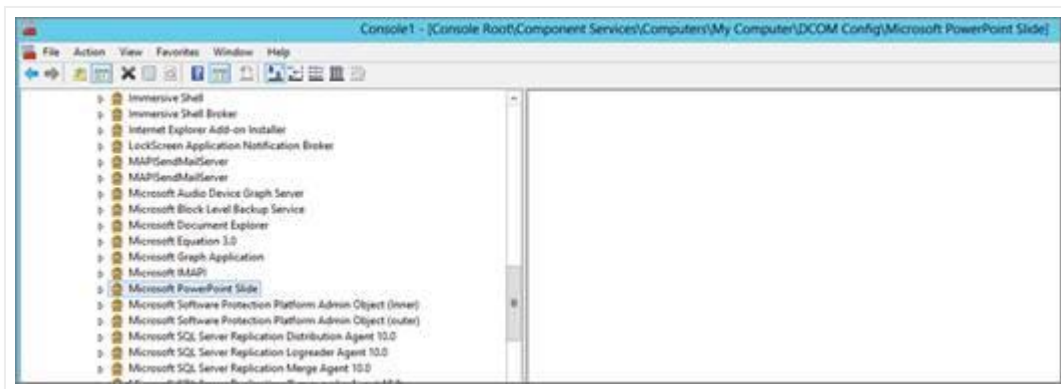 Console1 - [Console Root\Component Services\Computers\My Computer\DCOM Config\Microsoft PowerPoint Slide]
File Action View Favorites Window Help
Immersive Shell
Immersive Shell Broker
Internet Explorer Add-on Installer
LockScreen Application Notification Broker
MAPISendMailServer
MAPISendMailServer
Microsoft Audio Device Graph Server
Microsoft Block Level Backup Service
Microsoft Document Explorer
Microsoft Equation 3.0
Microsoft Graph Application
Microsoft IMAPI
Microsoft PowerPoint Slide
Microsoft Software Protection Platform Admin Object (Inner)
Microsoft Software Protection Platform Admin Object (outer)
Microsoft SQL Server Replication Distribution Agent 10.0
Microsoft SQL Server Replication Logreader Agent 10.0
Microsoft SQL Server Replication Merge Agent 10.0